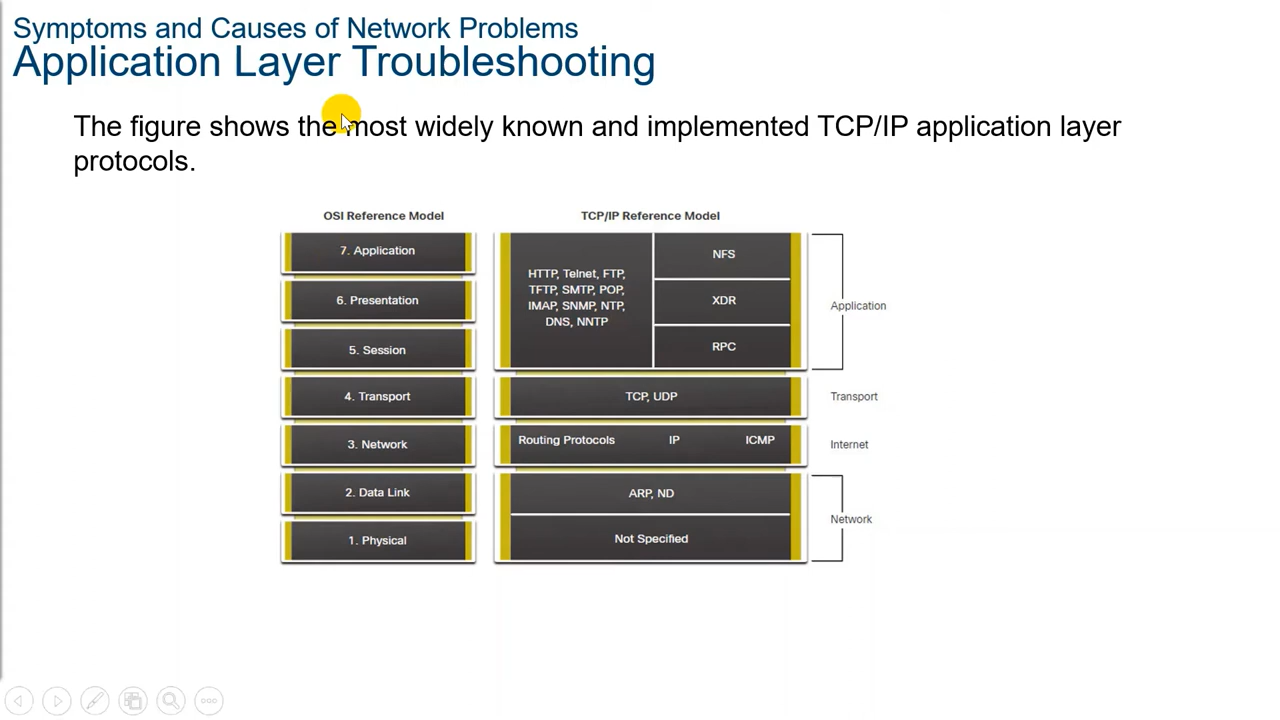 Symptoms and Causes of Network Problems
Application Layer Troubleshooting
The figure shows the most widely known and implemented TCP/IP application layer
protocols.
OSI Reference Model
7. Application
6. Presentation
5. Session
4. Transport
3. Network
2. Data Link
1. Physical
TCP/IP Reference Model
HTTP, Telnet, FTP,
TFTP, SMTP, POP,
IMAP, SNMP, NTP,
DNS, NNTP
NFS
XDR
RPC
TCP, UDP
Routing Protocols IP ICMP
ARP, ND
Not Specified
Application
Transport
Internet
Network